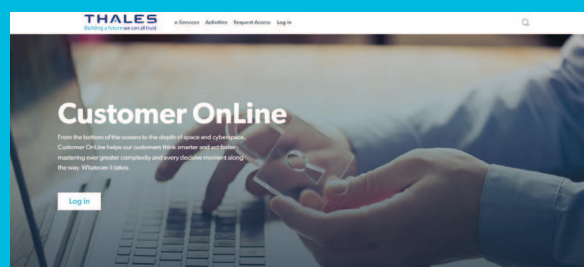 THALES
Building a future we can all trust
e-Services Activities Request Access Log in
Customer OnLine
From the bottom of the oceans to the depth of space and cyberspace,
Customer OnLine helps our customers think smarter and act faster -
mastering ever greater complexity and every decisive moment along
the way. Whatever it takes.
Log in